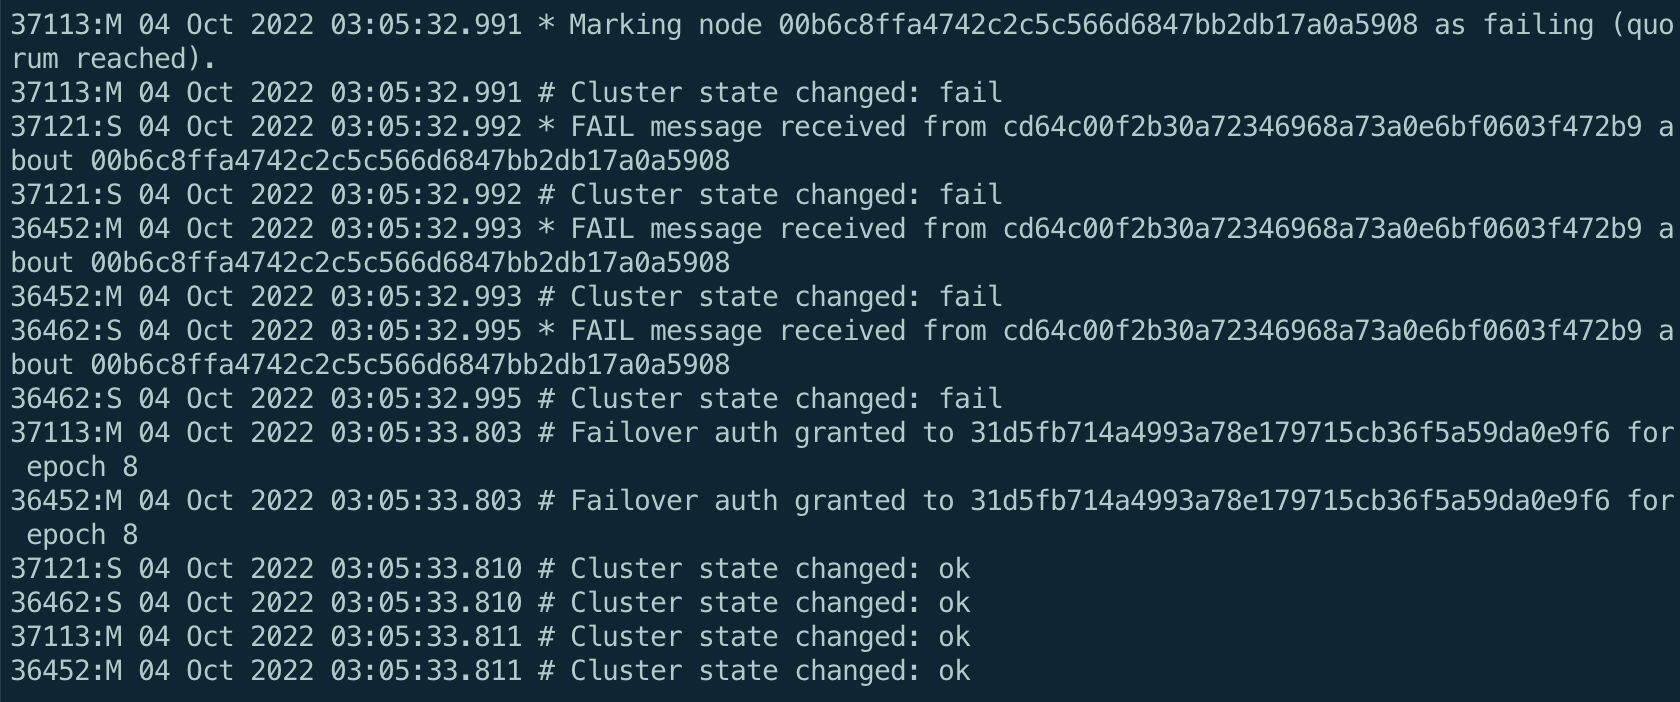 37113:M 04 Oct 2022 03:05:32.991 * Marking node 00b6c8ffa4742c2c5c566d6847bb2db17a0a5908 as failing (quo
rum reached).
37113:M 04 Oct 2022 03:05:32.991 # Cluster state changed: fail
37121:S 04 Oct 2022 03:05:32.992 * FAIL message received from cd64c00f2b30a72346968a73a0e6bf0603f472b9 a
bout 00b6c8ffa4742c2c5c566d6847bb2db17a0a5908
37121:S 04 Oct 2022 03:05:32.992 # Cluster state changed: fail
36452:M 04 Oct 2022 03:05:32.993 * FAIL message received from cd64c00f2b30a72346968a73a0e6bf0603f472b9 a
bout 00b6c8ffa4742c2c5c566d6847bb2db17a0a5908
36452:M 04 Oct 2022 03:05:32.993 # Cluster state changed: fail
36462:S 04 Oct 2022 03:05:32.995 * FAIL message received from cd64c00f2b30a72346968a73a0e6bf0603f472b9 a
bout 00b6c8ffa4742c2c5c566d6847bb2db17a0a5908
36462:S 04 Oct 2022 03:05:32.995 # Cluster state changed: fail
37113:M 04 Oct 2022 03:05:33.803 # Failover auth granted to 31d5fb714a4993a78e179715cb36f5a59da0e9f6 for
 epoch 8
36452:M 04 Oct 2022 03:05:33.803 # Failover auth granted to 31d5fb714a4993a78e179715cb36f5a59da0e9f6 for
 epoch 8
37121:S 04 Oct 2022 03:05:33.810 # Cluster state changed: ok
36462:S 04 Oct 2022 03:05:33.810 # Cluster state changed: ok
37113:M 04 Oct 2022 03:05:33.811 # Cluster state changed: ok
36452:M 04 Oct 2022 03:05:33.811 # Cluster state changed: ok